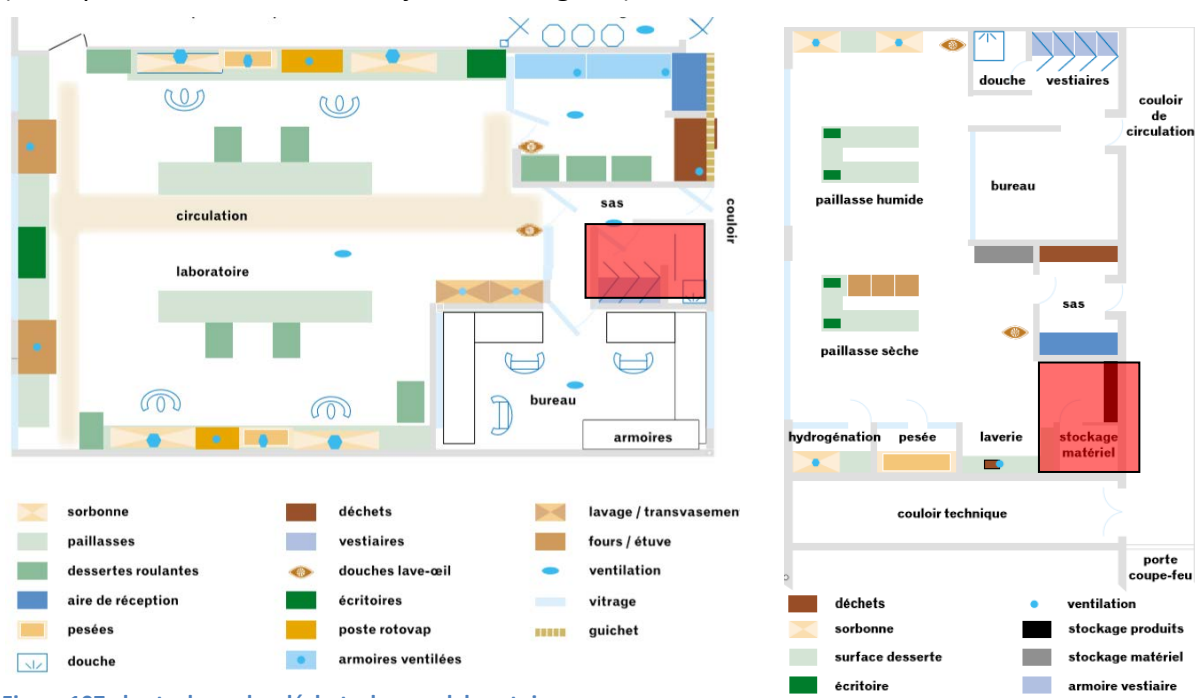 circulation
laboratoire
sas
couloir
bureau
armoires
sorbonne
paillasses
dessertes roulantes
aire de réception
pesées
douche
déchets
vestiaires
douches lave-œil
écritoires
poste rotovap
armoires ventilées
lavage / transvasemen
fours / étuve
ventilation
vitrage
guichet
douche
vestiaires
couloir
de
circulation
paillasse humide
bureau
sas
paillasse sèche
hydrogénation
pesée
laverie
stockage
matériel
couloir technique
porte
coupe-feu
déchets
sorbonne
surface desserte
écritoire
ventilation
stockage produits
stockage matériel
armoire vestiaire